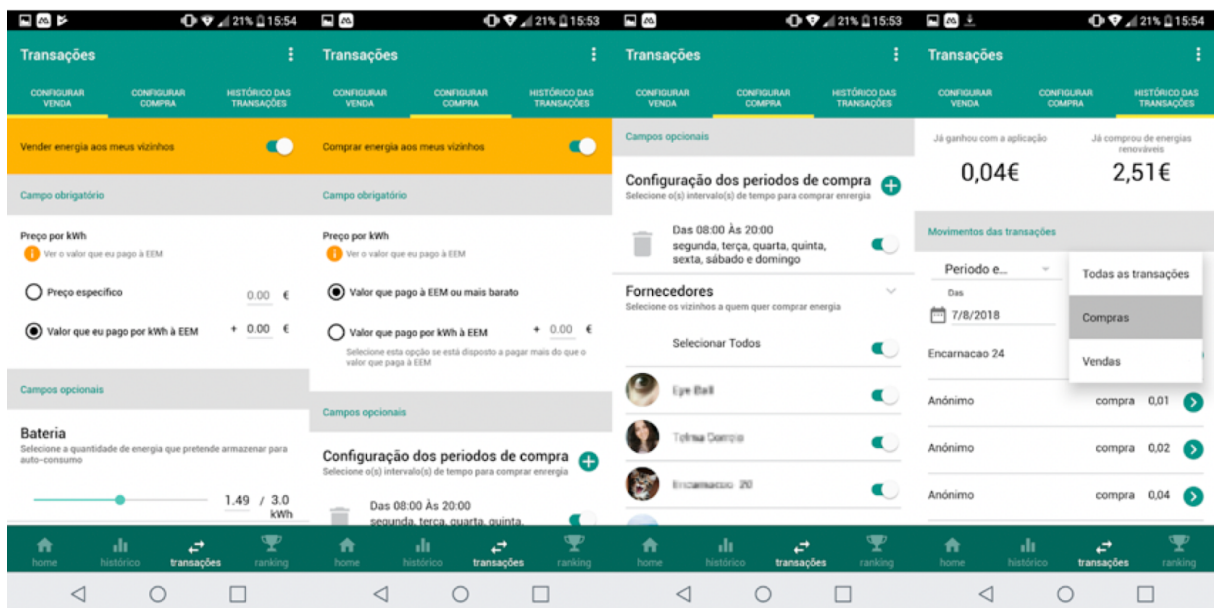 21% 15:54
Transações
CONFIGURAR
VENDA
CONFIGURAR
COMPRA
HISTÓRICO DAS
TRANSAÇÕES
Vender energia aos meus vizinhos
Campo obrigatório
Preço por kWh
Ver o valor que eu pago à EEM
Preço específico
0.00 €
Valor que eu pago por kWh à EEM
+ 0.00 €
Campos opcionais
Bateria
Selecione a quantidade de energia que pretende armazenar para
auto-consumo
1.49 / 3.0
kWh
home
histórico
transações
ranking
21% 15:53
Transações
CONFIGURAR
VENDA
CONFIGURAR
COMPRA
HISTÓRICO DAS
TRANSAÇÕES
Comprar energia aos meus vizinhos
Campo obrigatório
Preço por kWh
Ver o valor que eu pago à EEM
Valor que pago à EEM ou mais barato
Valor que pago por kWh à EEM
+ 0.00 €
Selecione esta opção se está disposto a pagar mais do que o
valor que paga à EEM
Campos opcionais
Configuração dos periodos de compra
Selecione o(s) intervalo(s) de tempo para comprar enrergia
Das 08:00 Às 20:00
segunda, terça, quarta, quinta,
home
histórico
transações
ranking
21% 15:53
Transações
CONFIGURAR
VENDA
CONFIGURAR
COMPRA
HISTÓRICO DAS
TRANSAÇÕES
Campos opcionais
Configuração dos periodos de compra
Selecione o(s) intervalo(s) de tempo para comprar enrergia
Das 08:00 Às 20:00
segunda, terça, quarta, quinta,
sexta, sábado e domingo
Fornecedores
Selecione os vizinhos a quem quer comprar energia
Selecionar Todos
home
histórico
transações
ranking
21% 15:54
Transações
CONFIGURAR
VENDA
CONFIGURAR
COMPRA
HISTÓRICO DAS
TRANSAÇÕES
Já ganhou com a aplicação
0,04€
Já comprou de energias
renováveis
2,51€
Movimentos das transações
Periodo e...
Das
7/8/2018
Todas as transações
Compras
Vendas
Encarnacao 24
Anónimo compra 0,01
Anónimo compra 0,02
Anónimo compra 0,04
home
histórico
transações
ranking